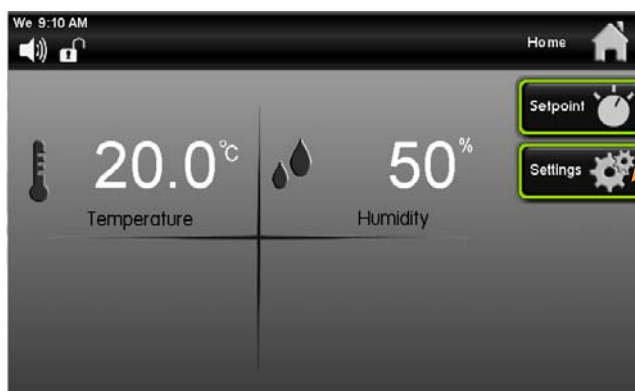 We 9:10 AM
Home
Setpoint
Settings
20.0°C
50%
Temperature
Humidity